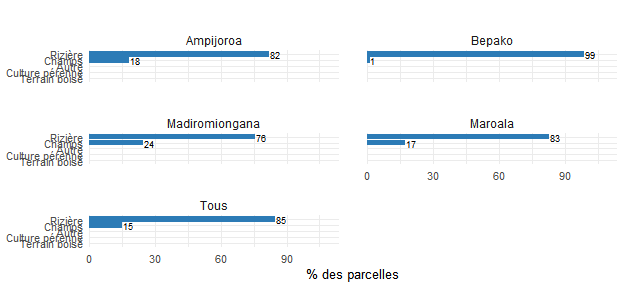 Ampijoroa
Bepako
Rizière 82 99
Champs 18 1
Autre
Culture pérenne
Terrain boisé
Madiromiongana
Maroala
Rizière 76 83
Champs 24 17
Autre
Culture pérenne
Terrain boisé
0 30 60 90
Tous
Rizière 85
Champs 15
Autre
Culture pérenne
Terrain boisé
0 30 60 90
% des parcelles